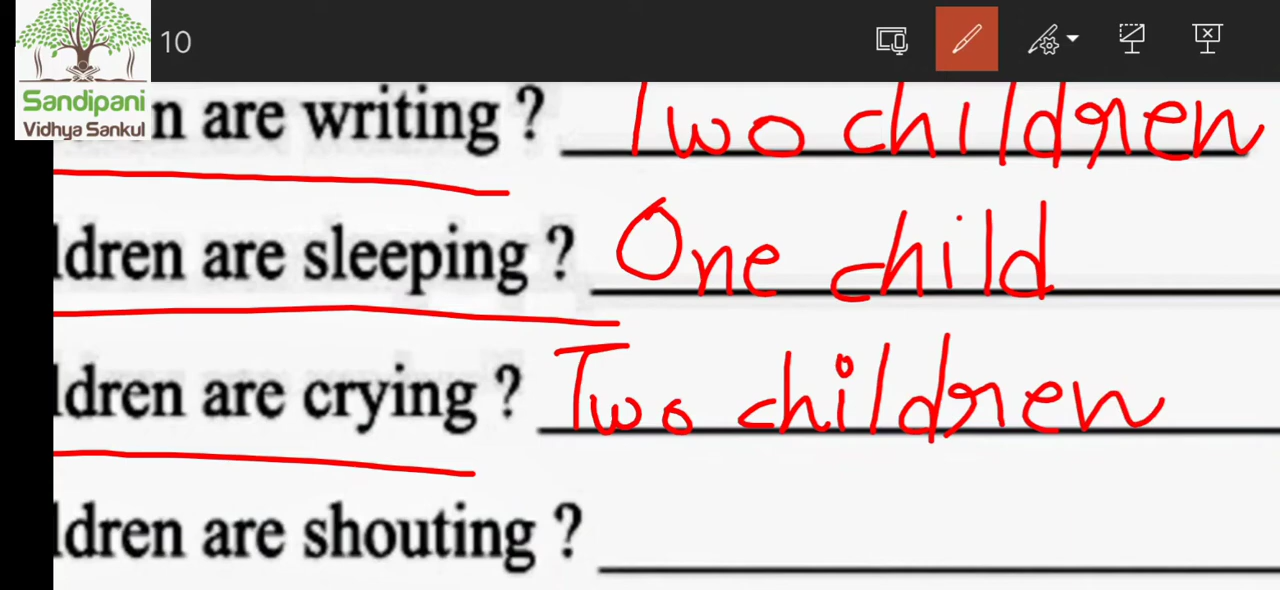 Sandipani
Vidhya Sankul
10
n are writing ? Two children
ldren are sleeping ? One child
ldren are crying ? Two children
ldren are shouting ?